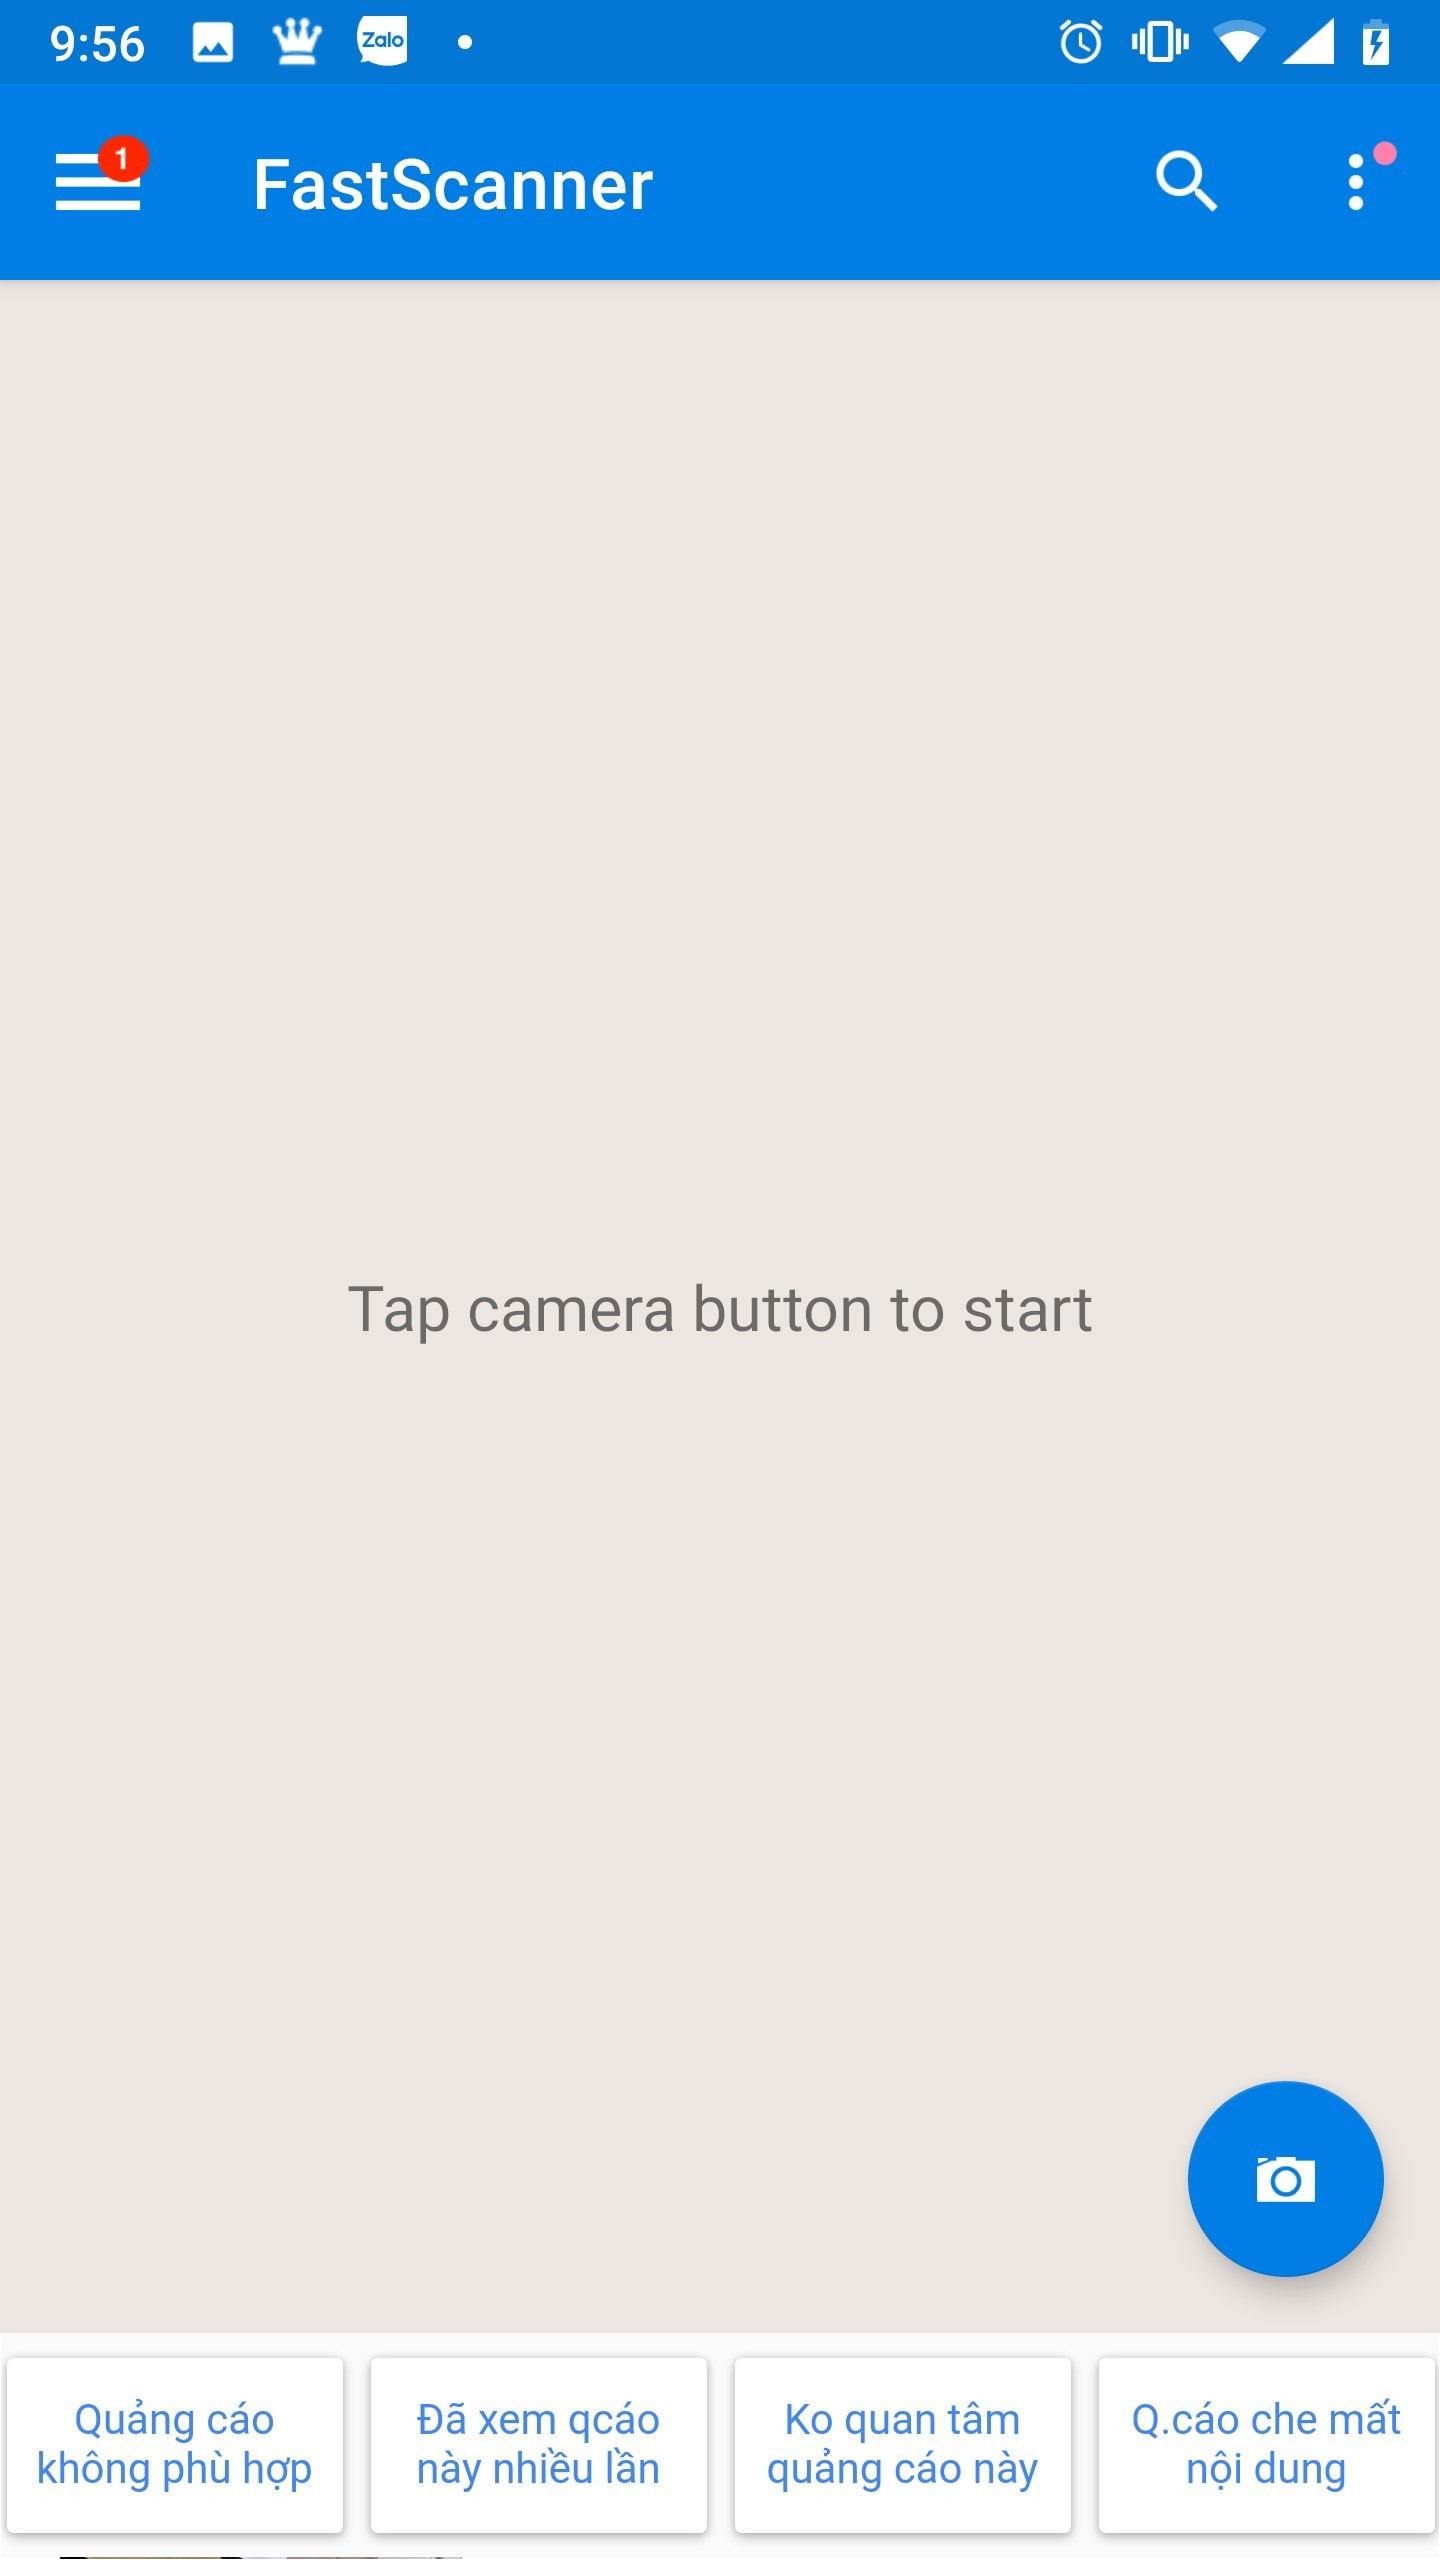 9:56
Zalo
1
FastScanner
Tap camera button to start
Quảng cáo
không phù hợp
Đã xem qcáo
này nhiều lần
Ko quan tâm
quảng cáo này
Q.cáo che mất
nội dung